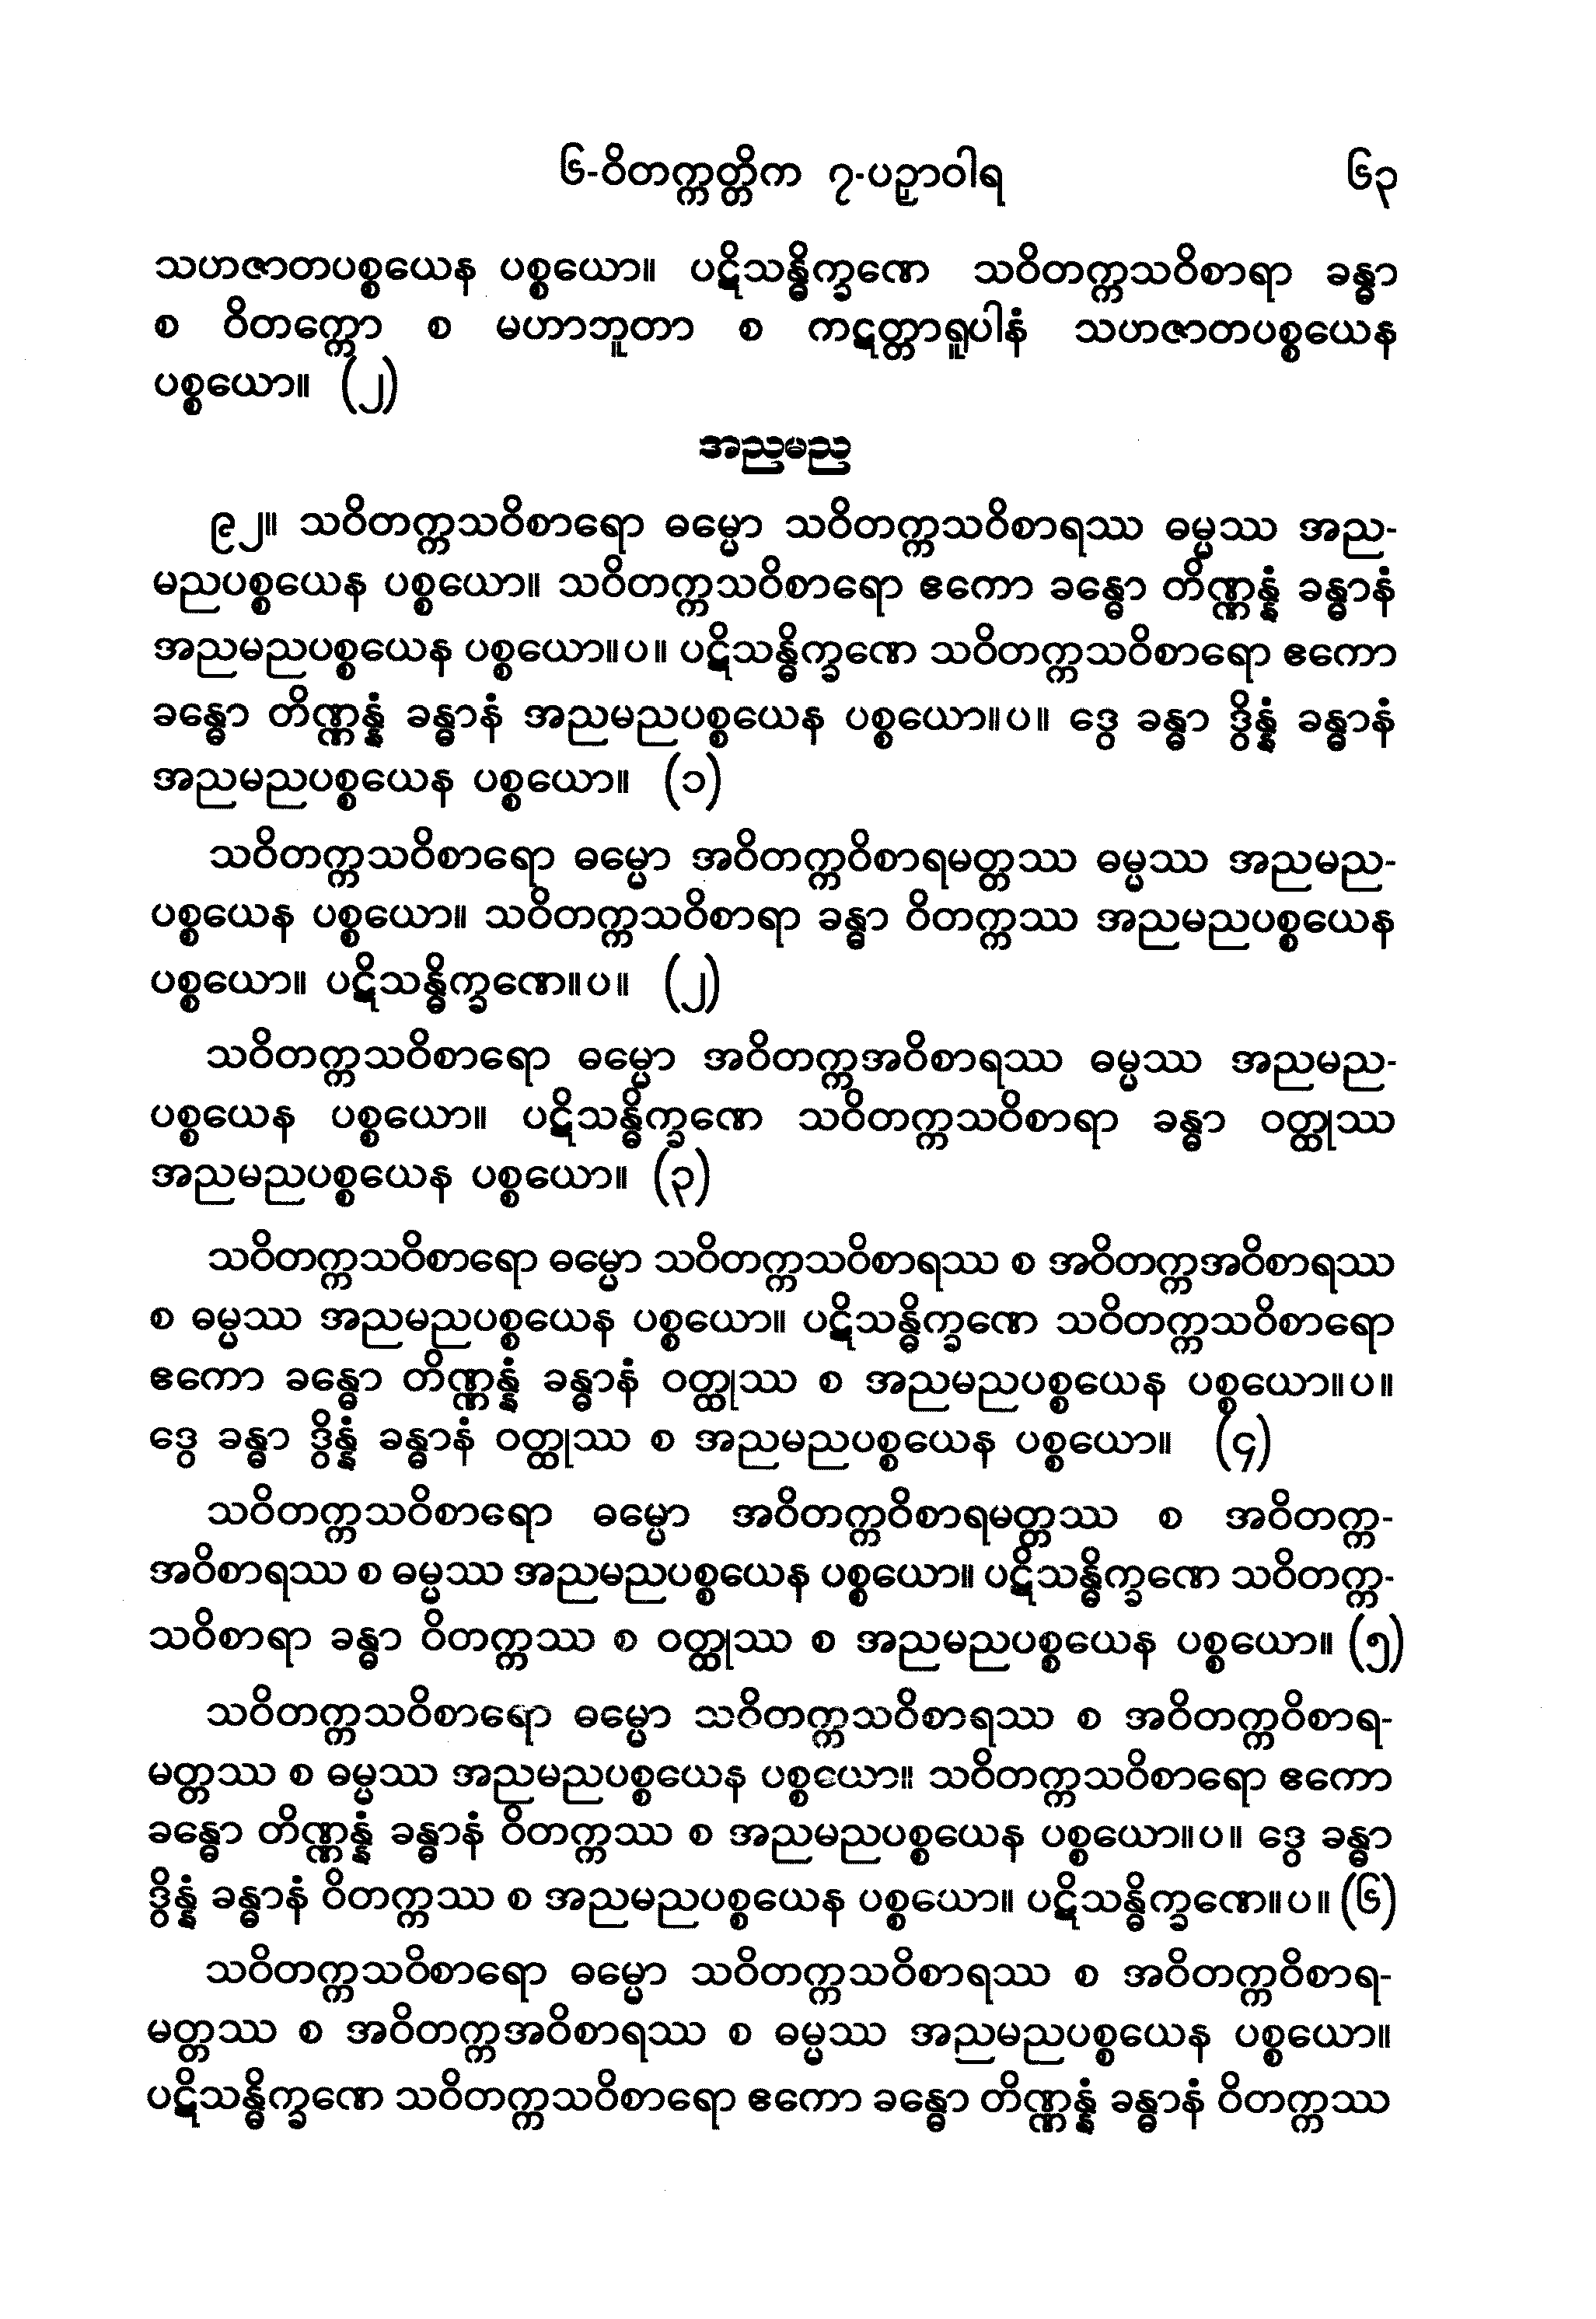 ၆-ဝိတက္ကတ္တိက ၇-ပဉှာဝါရ ၆၃
သဟဇာတပစ္စယေန ပစ္စယော။ ပဋိသန္ဓိက္ခဏေ သဝိတက္ကသဝိစာရာ ခန္ဓာ
စ ဝိတက္ကော စ မဟာဘူတာ စ ကဋတ္တာရူပါနံ သဟဇာတပစ္စယေန
ပစ္စယော။ (၂)
အညမည
၉၂။ သဝိတက္ကသဝိစာရော ဓမ္မော သဝိတက္ကသဝိစာရဿ ဓမ္မဿ အည-
မညပစ္စယေန ပစ္စယော။ သဝိတက္ကသဝိစာရော ဧကော ခန္ဓော တိဏ္ဏန္နံ ခန္ဓာနံ
အညမညပစ္စယေန ပစ္စယော။ပ။ ပဋိသန္ဓိက္ခဏေ သဝိတက္ကသဝိစာရော ဧကော
ခန္ဓော တိဏ္ဏန္နံ ခန္ဓာနံ အညမညပစ္စယေန ပစ္စယော။ပ။ ဒွေ ခန္ဓာ ဒွိန္နံ ခန္ဓာနံ
အညမညပစ္စယေန ပစ္စယော။ (၁)
သဝိတက္ကသဝိစာရော ဓမ္မော အဝိတက္ကဝိစာရမတ္တဿ ဓမ္မဿ အညမည-
ပစ္စယေန ပစ္စယော။ သဝိတက္ကသဝိစာရာ ခန္ဓာ ဝိတက္ကဿ အညမညပစ္စယေန
ပစ္စယော။ ပဋိသန္ဓိက္ခဏေ။ပ။ (၂)
သဝိတက္ကသဝိစာရော ဓမ္မော အဝိတက္ကအဝိစာရဿ ဓမ္မဿ အညမည-
ပစ္စယေန ပစ္စယော။ ပဋိသန္ဓိက္ခဏေ သဝိတက္ကသဝိစာရာ ခန္ဓာ ဝတ္ထုဿ
အညမညပစ္စယေန ပစ္စယော။ (၃)
သဝိတက္ကသဝိစာရော ဓမ္မော သဝိတက္ကသဝိစာရဿ စ အဝိတက္ကအဝိစာရဿ
စ ဓမ္မဿ အညမညပစ္စယေန ပစ္စယော။ ပဋိသန္ဓိက္ခဏေ သဝိတက္ကသဝိစာရော
ဧကော ခန္ဓော တိဏ္ဏန္နံ ခန္ဓာနံ ဝတ္ထုဿ စ အညမညပစ္စယေန ပစ္စယော။ပ။
ဒွေ ခန္ဓာ ဒွိန္နံ ခန္ဓာနံ ဝတ္ထုဿ စ အညမညပစ္စယေန ပစ္စယော။ (၄)
သဝိတက္ကသဝိစာရော ဓမ္မော အဝိတက္ကဝိစာရမတ္တဿ စ အဝိတက္က-
အဝိစာရဿ စ ဓမ္မဿ အညမညပစ္စယေန ပစ္စယော။ ပဋိသန္ဓိက္ခဏေ သဝိတက္က-
သဝိစာရာ ခန္ဓာ ဝိတက္ကဿ စ ဝတ္ထုဿ စ အညမညပစ္စယေန ပစ္စယော။ (၅)
သဝိတက္ကသဝိစာရော ဓမ္မော သဝိတက္ကသဝိစာရဿ စ အဝိတက္ကဝိစာရ-
မတ္တဿ စ ဓမ္မဿ အညမညပစ္စယေန ပစ္စယော။ သဝိတက္ကသဝိစာရော ဧကော
ခန္ဓော တိဏ္ဏန္နံ ခန္ဓာနံ ဝိတက္ကဿ စ အညမညပစ္စယေန ပစ္စယော။ပ။ ဒွေ ခန္ဓာ
ဒွိန္နံ ခန္ဓာနံ ဝိတက္ကဿ စ အညမညပစ္စယေန ပစ္စယော။ ပဋိသန္ဓိက္ခဏေ။ပ။ (၆)
သဝိတက္ကသဝိစာရော ဓမ္မော သဝိတက္ကသဝိစာရဿ စ အဝိတက္ကဝိစာရ-
မတ္တဿ စ အဝိတက္ကအဝိစာရဿ စ ဓမ္မဿ အညမညပစ္စယေန ပစ္စယော။
ပဋိသန္ဓိက္ခဏေ သဝိတက္ကသဝိစာရော ဧကော ခန္ဓော တိဏ္ဏန္နံ ခန္ဓာနံ ဝိတက္ကဿ